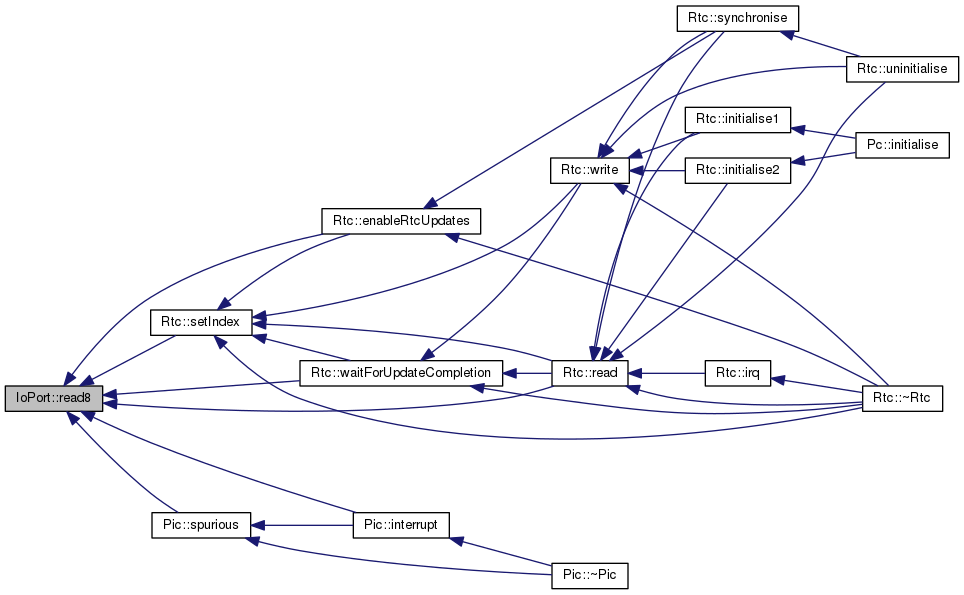 Rtc::synchronise
Rtc::uninitialise
Rtc::initialise1
Pc::initialise
Rtc::write
Rtc::initialise2
Rtc::enableRtcUpdates
Rtc::setIndex
Rtc::waitForUpdateCompletion
Rtc::read
Rtc::irq
IoPort::read8
Rtc::~Rtc
Pic::spurious
Pic::interrupt
Pic::~Pic